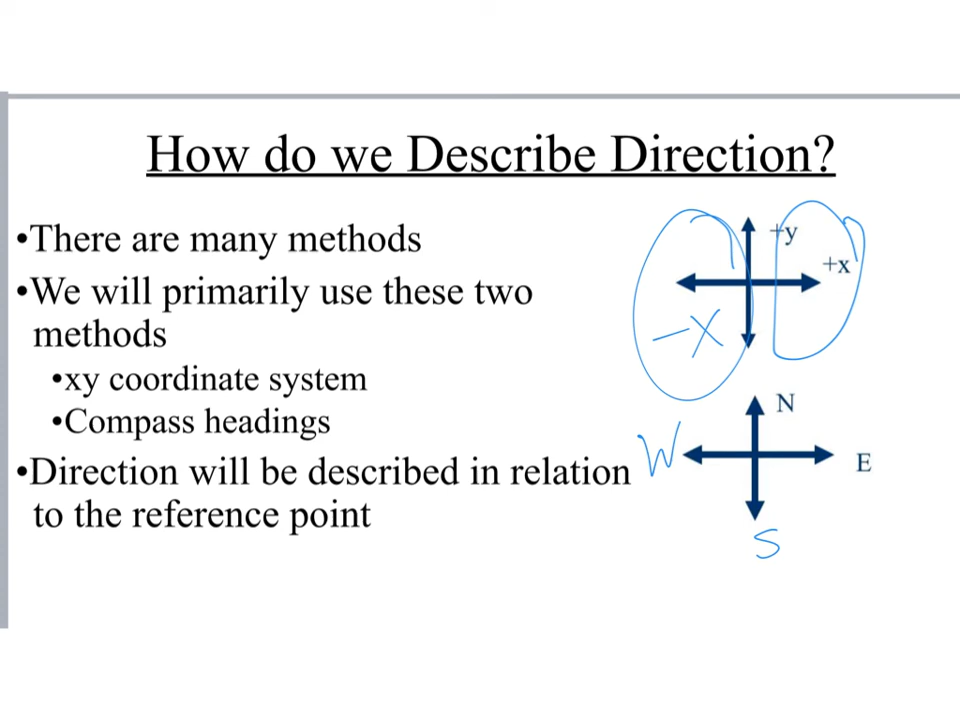 How do we Describe Direction?
•There are many methods
•We will primarily use these two
methods
•xy coordinate system
•Compass headings
•Direction will be described in relation
to the reference point
+y
+x
-X
N
W
E
S